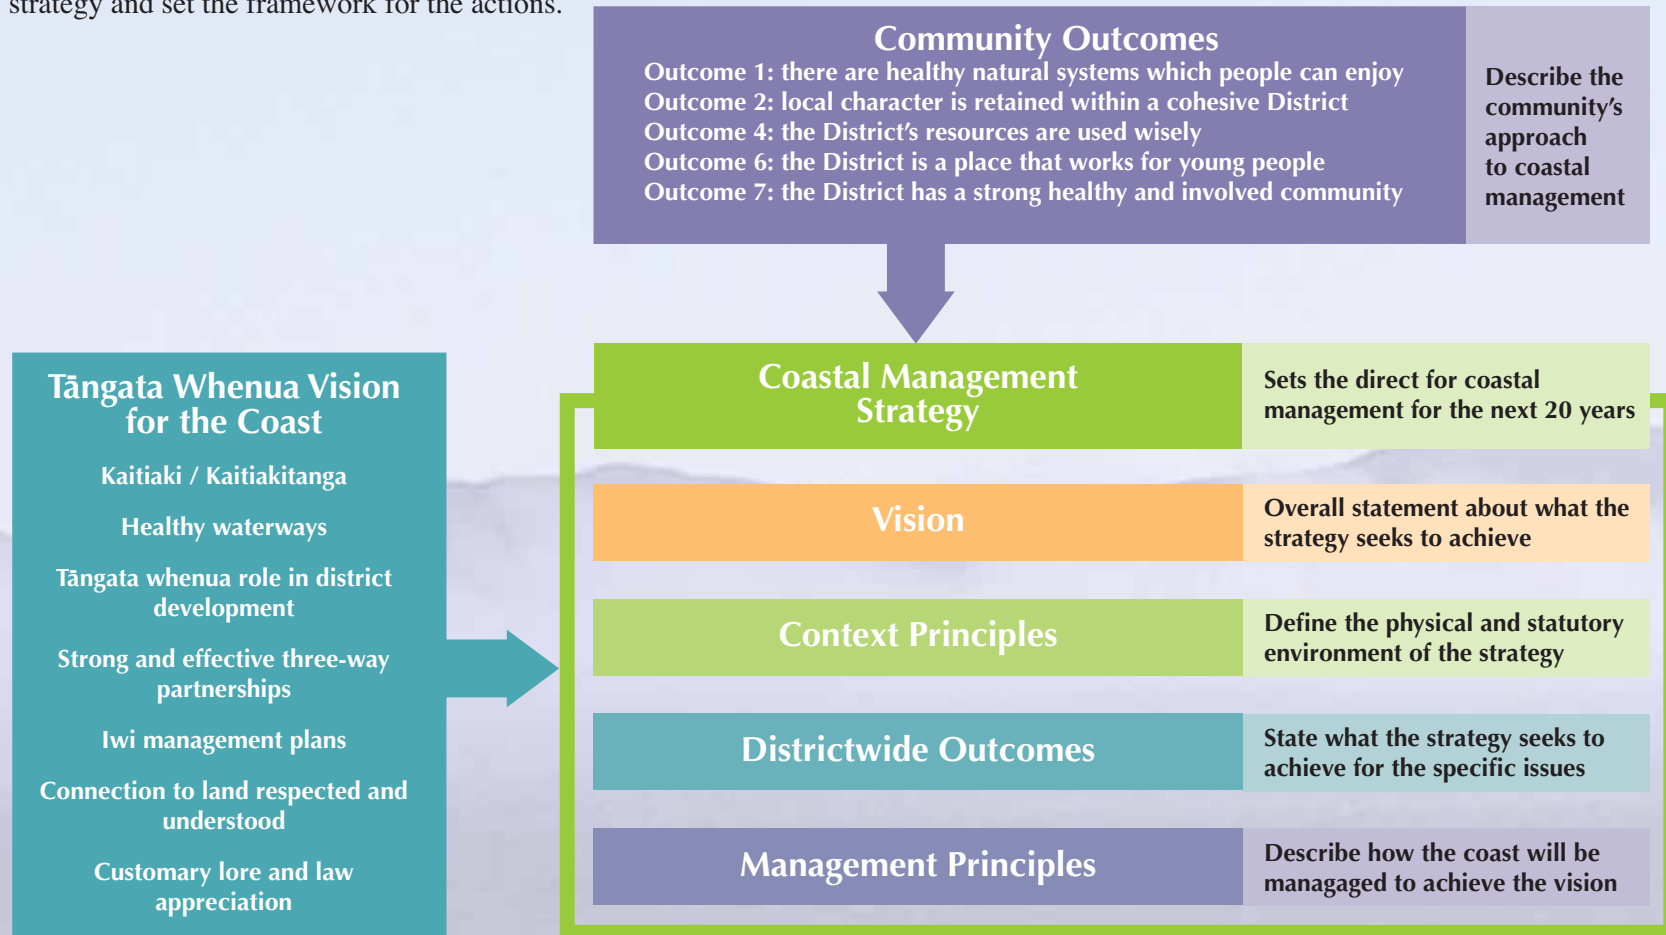 strategy and set the framework for the actions.
Community Outcomes
Outcome 1: there are healthy natural systems which people can enjoy
Outcome 2: local character is retained within a cohesive District
Outcome 4: the District's resources are used wisely
Outcome 6: the District is a place that works for young people
Outcome 7: the District has a strong healthy and involved community
Describe the
community's
approach
to coastal
management
Tāngata Whenua Vision
for the Coast
Kaitiaki / Kaitiakitanga
Healthy waterways
Tāngata whenua role in district
development
Strong and effective three-way
partnerships
Iwi management plans
Connection to land respected and
understood
Customary lore and law
appreciation
Coastal Management
Strategy
Sets the direct for coastal
management for the next 20 years
Vision
Overall statement about what the
strategy seeks to achieve
Context Principles
Define the physical and statutory
environment of the strategy
Districtwide Outcomes
State what the strategy seeks to
achieve for the specific issues
Management Principles
Describe how the coast will be
managaged to achieve the vision